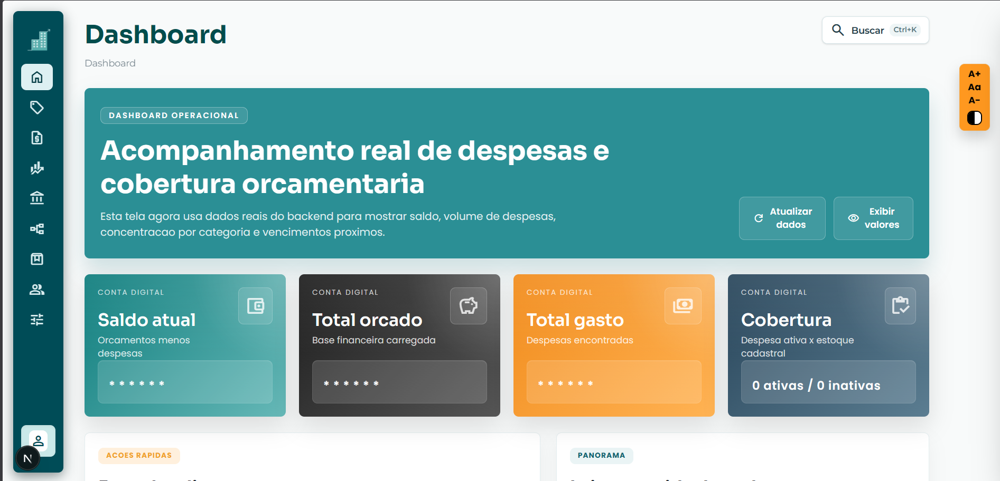 Dashboard
Buscar Ctrl+K
Dashboard
A+
Aa
A-
DASHBOARD OPERACIONAL
Acompanhamento real de despesas e
cobertura orcamentaria
Esta tela agora usa dados reais do backend para mostrar saldo, volume de despesas,
concentracao por categoria e vencimentos proximos.
Atualizar
dados
Exibir
valores
CONTA DIGITAL
Saldo atual
Orcamentos menos
despesas
* * * * * *
CONTA DIGITAL
Total orcado
Base financeira carregada
* * * * * *
CONTA DIGITAL
Total gasto
Despesas encontradas
* * * * * *
CONTA DIGITAL
Cobertura
Despesa ativa x estoque
cadastral
0 ativas / 0 inativas
N
ACOES RAPIDAS
PANORAMA